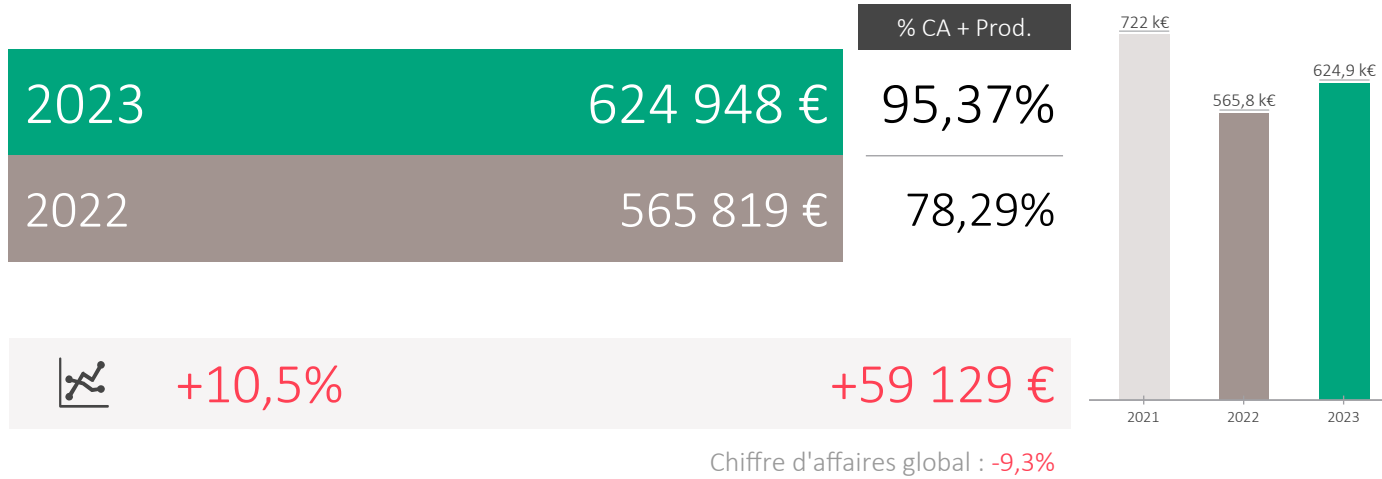 % CA + Prod.
2023 624 948 € 95,37%
2022 565 819 € 78,29%
+10,5% +59 129 €
Chiffre d'affaires global : -9,3%
722 k€
565,8 k€
624,9 k€
2021 2022 2023